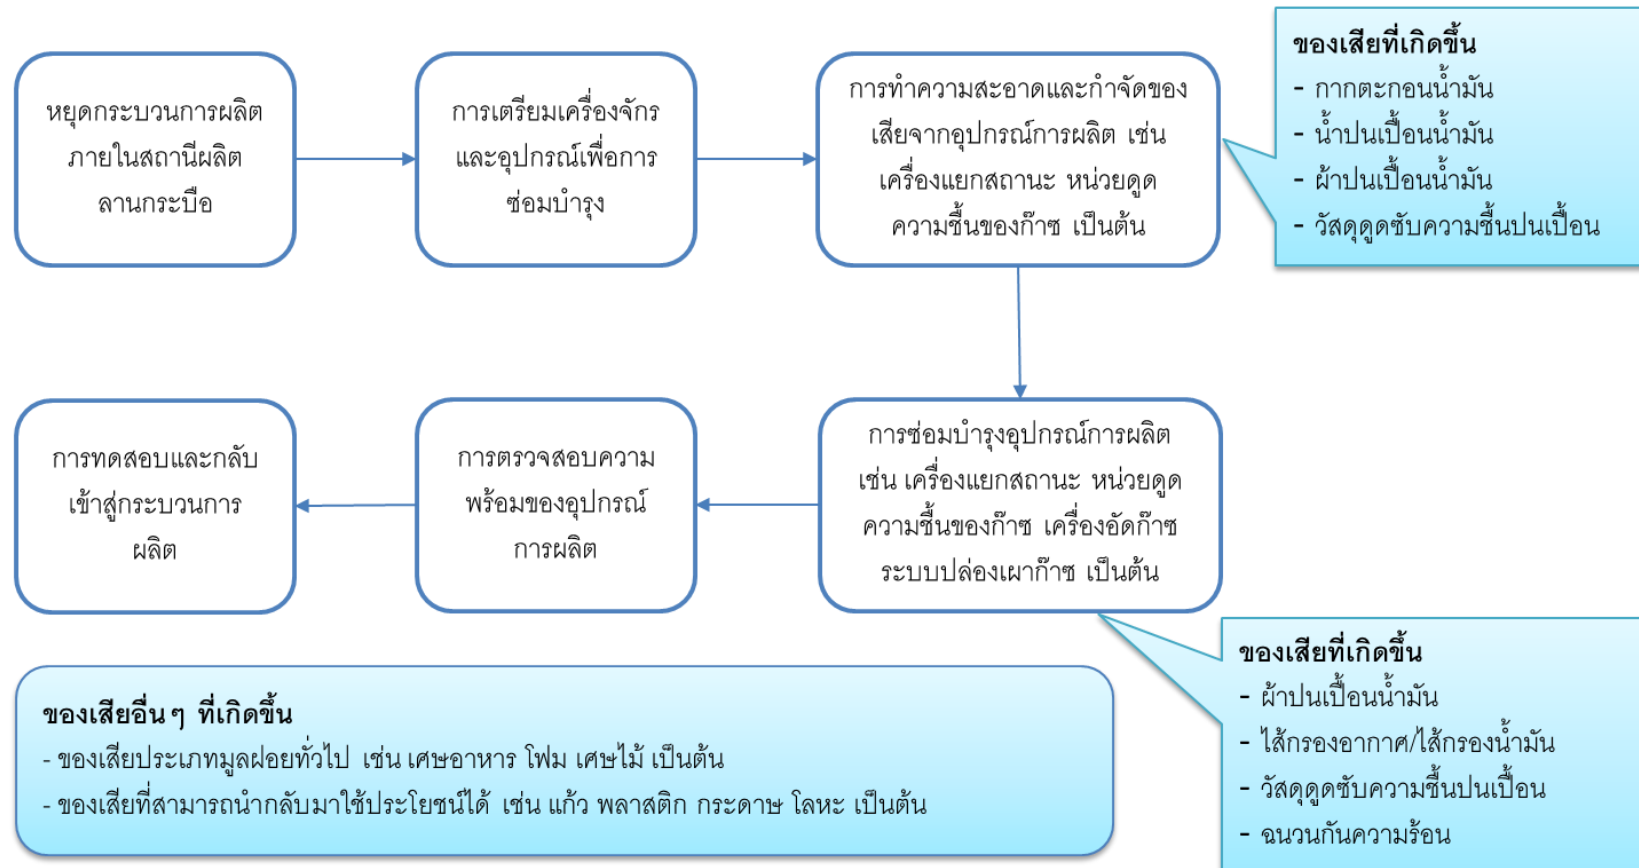 หยุดกระบวนการผลิต
ภายในสถานีผลิต
ลานกระบือ
การเตรียมเครื่องจักร
และอุปกรณ์เพื่อการ
ซ่อมบำรุง
การทำความสะอาดและกำจัดของ
เสียจากอุปกรณ์การผลิต เช่น
เครื่องแยกสถานะ หน่วยดูด
ความชื้นของก๊าซ เป็นต้น
ของเสียที่เกิดขึ้น
- กากตะกอนน้ำมัน
- น้ำปนเปื้อนน้ำมัน
- ผ้าปนเปื้อนน้ำมัน
- วัสดุดูดซับความชื้นปนเปื้อน
การซ่อมบำรุงอุปกรณ์การผลิต
เช่น เครื่องแยกสถานะ หน่วยดูด
ความชื้นของก๊าซ เครื่องอัดก๊าซ
ระบบปล่องเผาก๊าซ เป็นต้น
การตรวจสอบความ
พร้อมของอุปกรณ์
การผลิต
การทดสอบและกลับ
เข้าสู่กระบวนการ
ผลิต
ของเสียที่เกิดขึ้น
- ผ้าปนเปื้อนน้ำมัน
- ไส้กรองอากาศ/ไส้กรองน้ำมัน
- วัสดุดูดซับความชื้นปนเปื้อน
- ฉนวนกันความร้อน
ของเสียอื่นๆ ที่เกิดขึ้น
- ของเสียประเภทมูลฝอยทั่วไป เช่น เศษอาหาร โฟม เศษไม้ เป็นต้น
- ของเสียที่สามารถนำกลับมาใช้ประโยชน์ได้ เช่น แก้ว พลาสติก กระดาษ โลหะ เป็นต้น